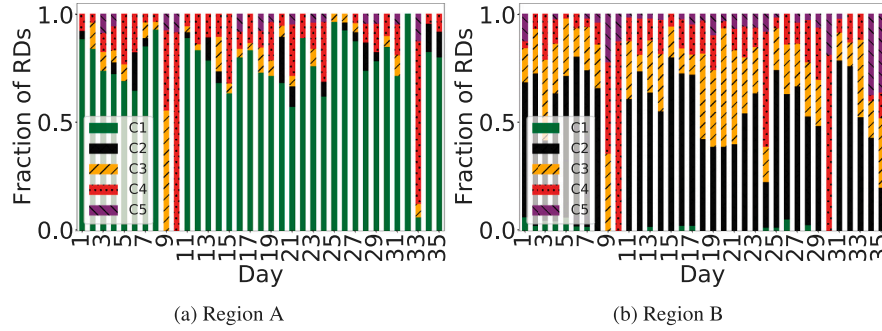 1.0
0.5
0.0
Fraction of RDs
C1
C2
C3
C4
C5
1 3 5 7 9 11 13 15 17 19 21 23 25 27 29 31 33 35
Day
(a) Region A
1.0
0.5
0.0
Fraction of RDs
C1
C2
C3
C4
C5
1 3 5 7 9 11 13 15 17 19 21 23 25 27 29 31 33 35
Day
(b) Region B